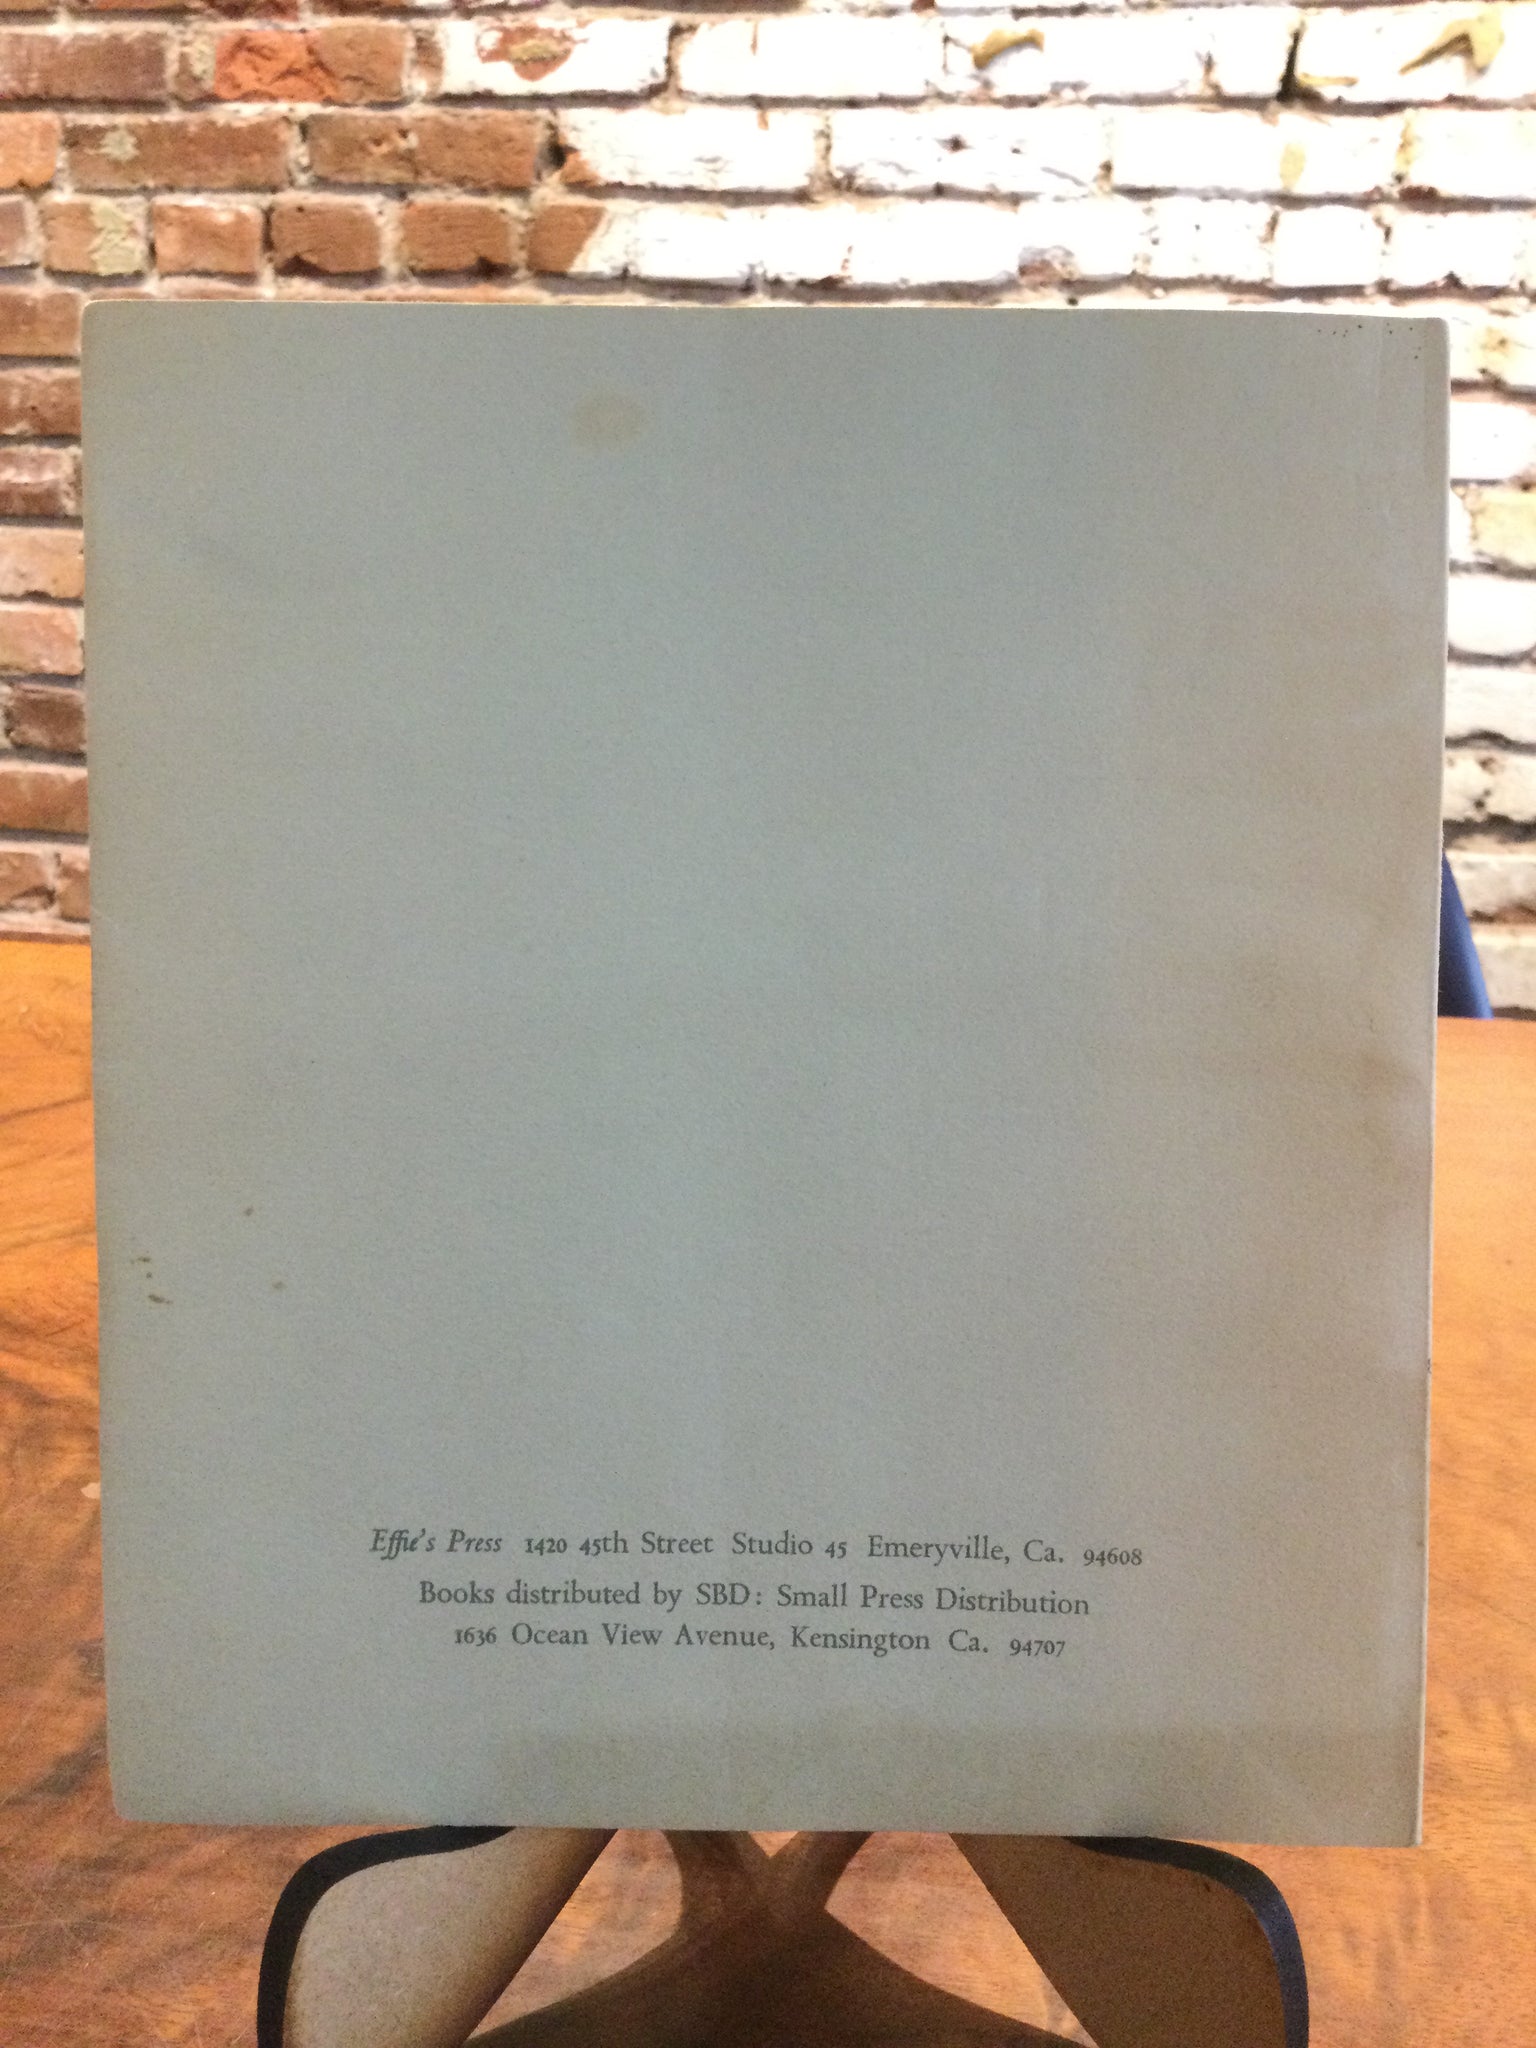 Effie's Press 1420 45th Street Studio 45 Emeryville, Ca. 94608
Books distributed by SBD: Small Press Distribution
1636 Ocean View Avenue, Kensington Ca. 94707